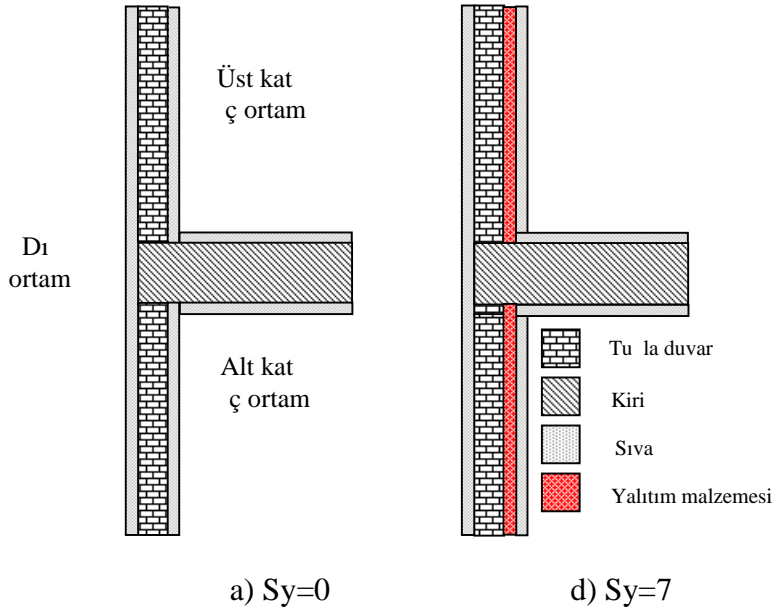 Üst kat
ç ortam
Dı
ortam
Alt kat
ç ortam
Tu la duvar
Kiri
Sıva
Yalıtım malzemesi
a) Sy=0
d) Sy=7